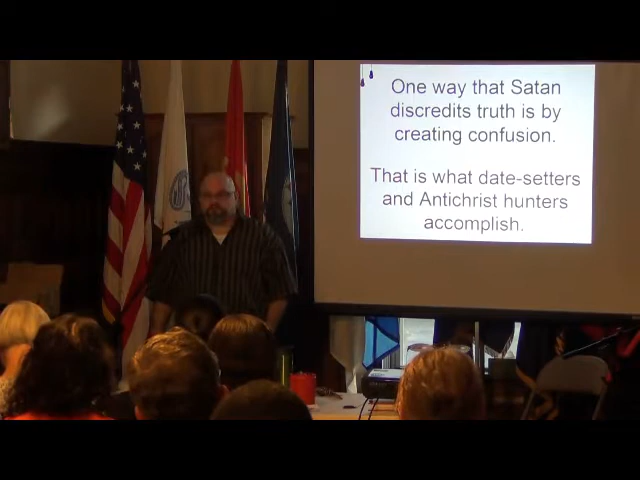 One way that Satan
discredits truth is by
creating confusion.
That is what date-setters
and Antichrist hunters
accomplish.